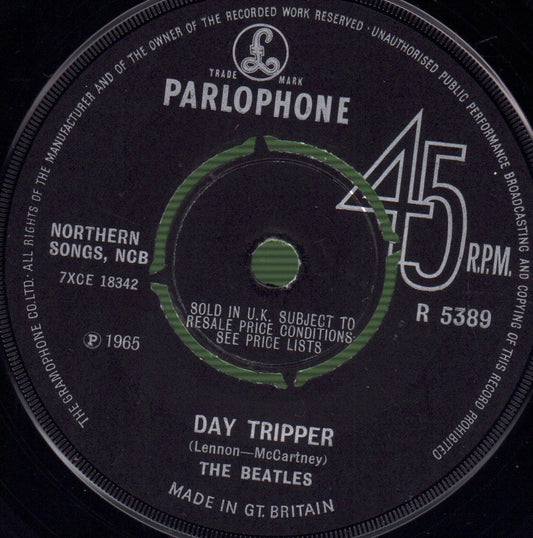 THE GRAMOPHONE CO. LTD. ALL RIGHTS OF THE MANUFACTURER AND OF THE OWNER OF THE RECORDED WORK RESERVED · UNAUTHORISED PUBLIC PERFORMANCE BROADCASTING AND COPYING OF THIS RECORD PROHIBITED
£
TRADE MARK
PARLOPHONE
45
R.P.M.
NORTHERN
SONGS, NCB
7XCE 18342
R 5389
SOLD IN U.K. SUBJECT TO
RESALE PRICE CONDITIONS·
SEE PRICE LISTS
Ⓟ 1965
DAY TRIPPER
(Lennon—McCartney)
THE BEATLES
MADE IN GT. BRITAIN